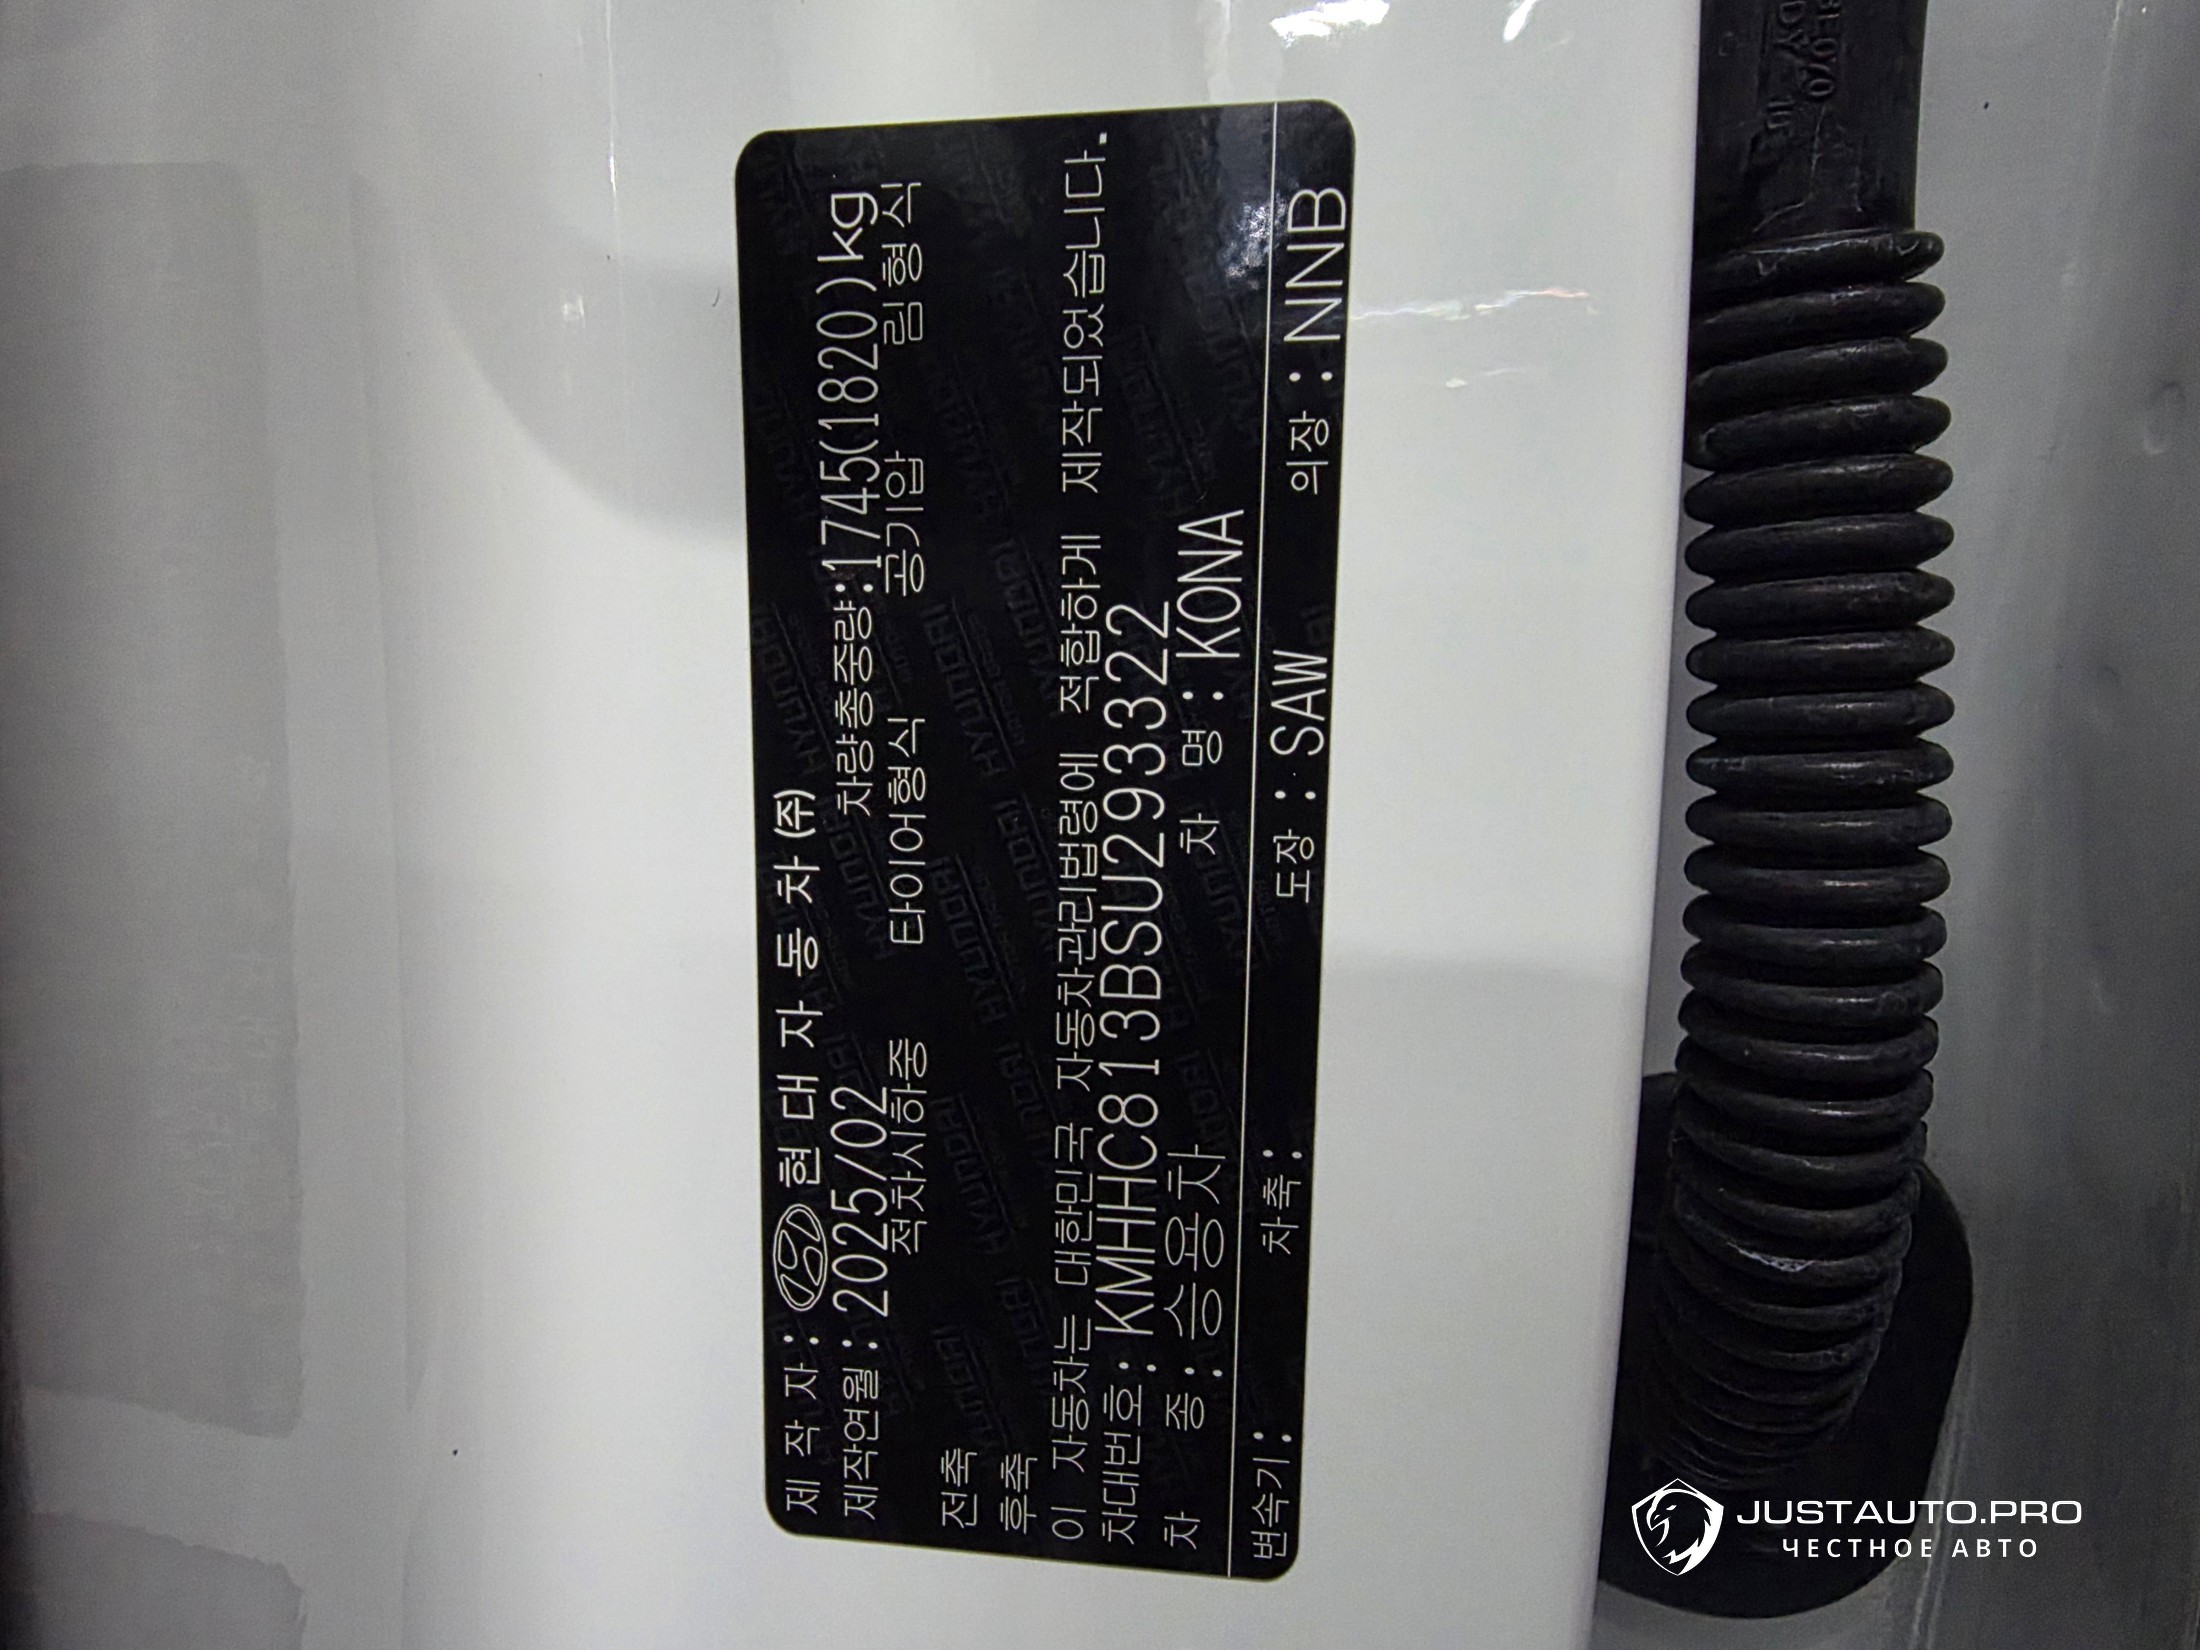 제 작 자 : 현 대 자 동 차 (주)
제작연월 : 2025/02 차량총중량 : 1745(1820)kg
적차시하중 타이어형식 공기압 림형식
전축
후축
이 자동차는 대한민국 자동차관리법령에 적합하게 제작되었습니다.
차대번호 : KMHHC813BSU293322
차 종 : 승용차 차 명 : KONA
변속기 : 차축 : 도장 : SAW 의장 : NNB
JUSTAUTO.PRO
ЧЕСТНОЕ АВТО